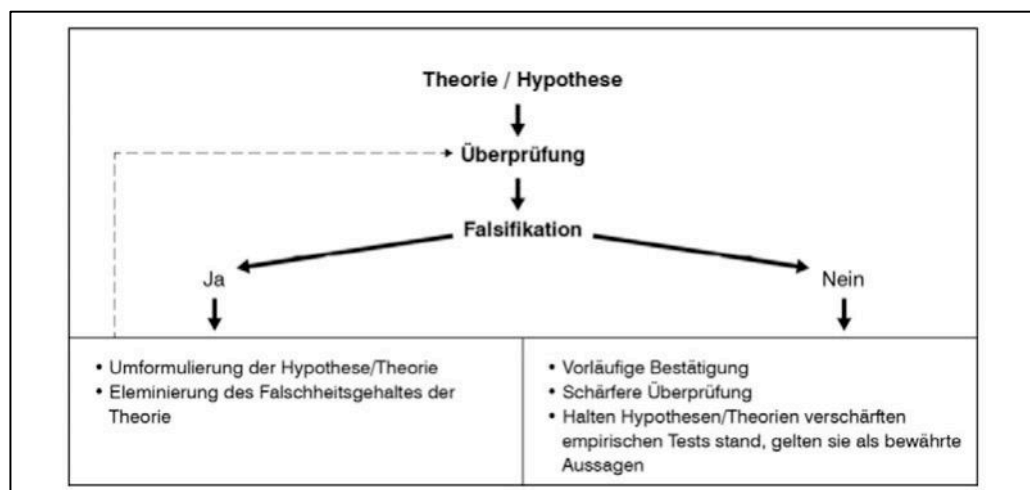 Theorie / Hypothese
Überprüfung
Falsifikation
Ja
Nein
• Umformulierung der Hypothese/Theorie
• Eleminierung des Falschheitsgehaltes der
Theorie
• Vorläufige Bestätigung
• Schärfere Überprüfung
• Halten Hypothesen/Theorien verschärften
empirischen Tests stand, gelten sie als bewährte
Aussagen